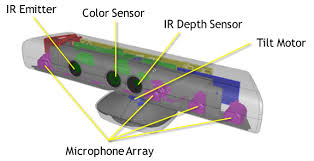 IR Emitter
Color Sensor
IR Depth Sensor
Tilt Motor
Microphone Array